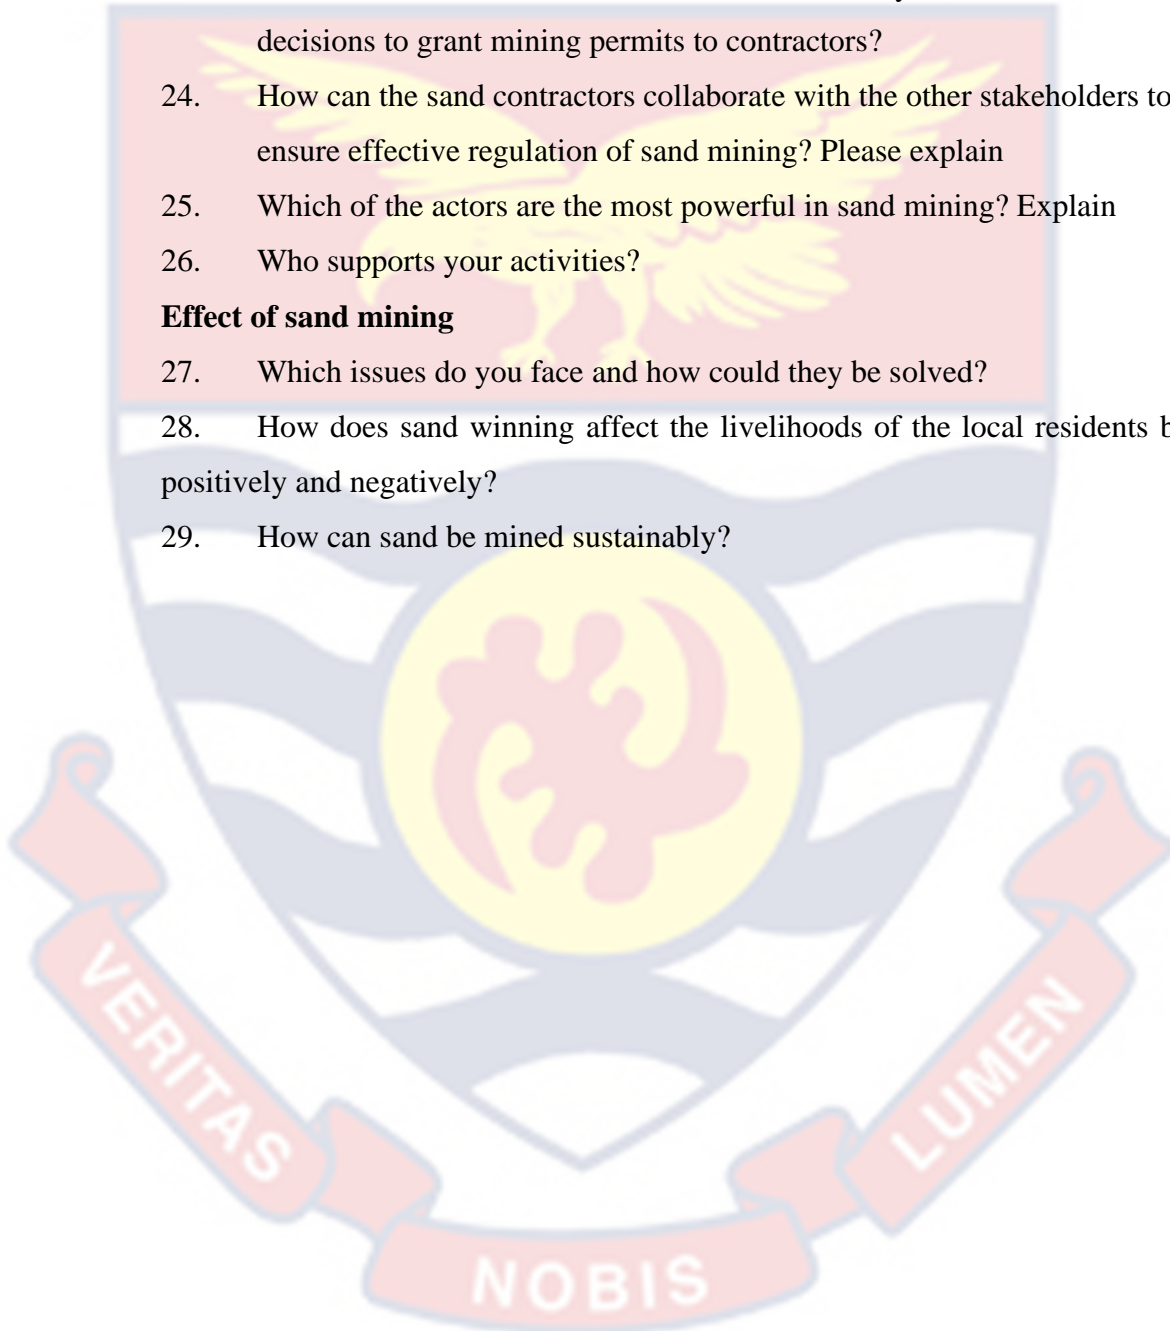 decisions to grant mining permits to contractors?
24. How can the sand contractors collaborate with the other stakeholders to
ensure effective regulation of sand mining? Please explain
25. Which of the actors are the most powerful in sand mining? Explain
26. Who supports your activities?
Effect of sand mining
27. Which issues do you face and how could they be solved?
28. How does sand winning affect the livelihoods of the local residents b
positively and negatively?
29. How can sand be mined sustainably?
VERITAS
NOBIS
LUMEN